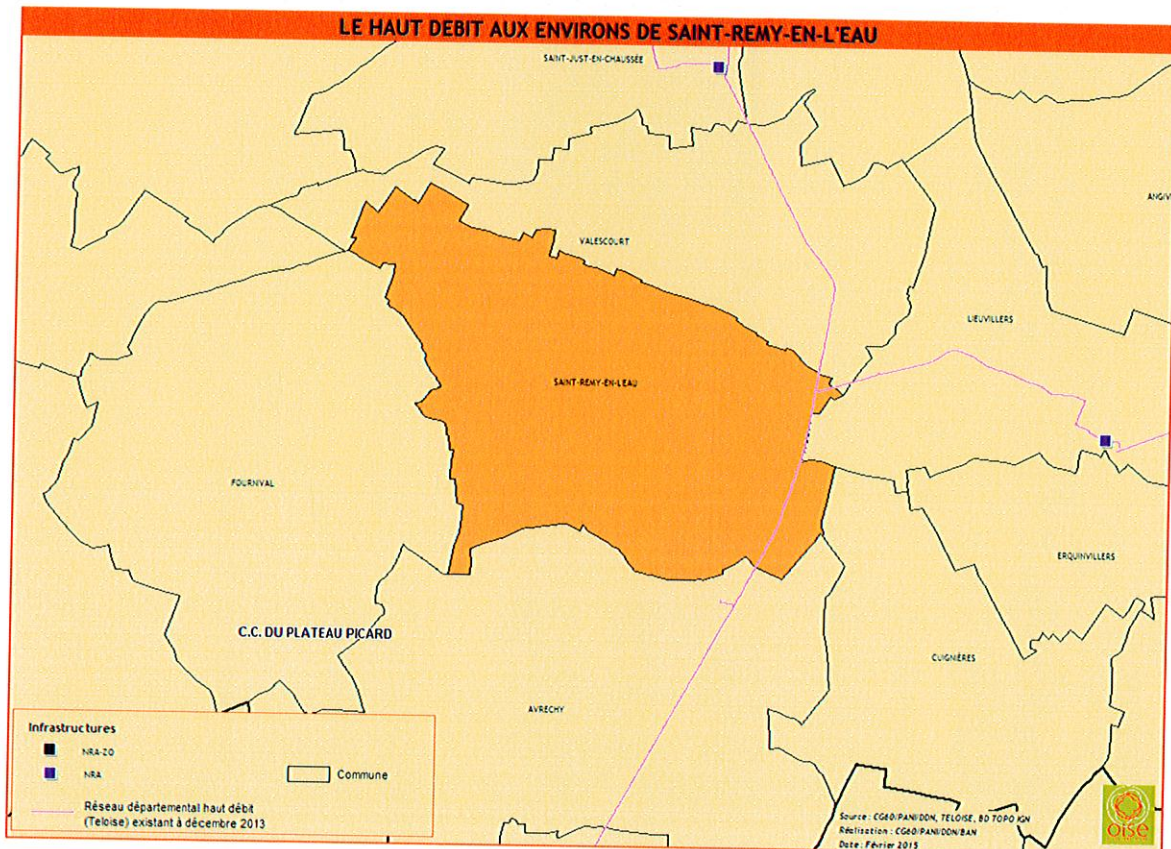 LE HAUT DEBIT AUX ENVIRONS DE SAINT-REMY-EN-L'EAU
SAINT-JUST-EN-CHAUSSÉE
ANGIV
VALESCOURT
LIEUVILLERS
SAINT-REMY-EN-L'EAU
FOURNIVAL
ERQUINVILLERS
C.C. DU PLATEAU PICARD
CUIGNIÈRES
AVRECHY
Infrastructures
NRA-ZO
NRA
Commune
Réseau départemental haut débit
(Teloise) existant à décembre 2013
Source : CG60/PANI/DDN, TELOISE, BD TOPO IGN
Réalisation : CG60/PANI/DDN/BAN
Date : Février 2015
oise